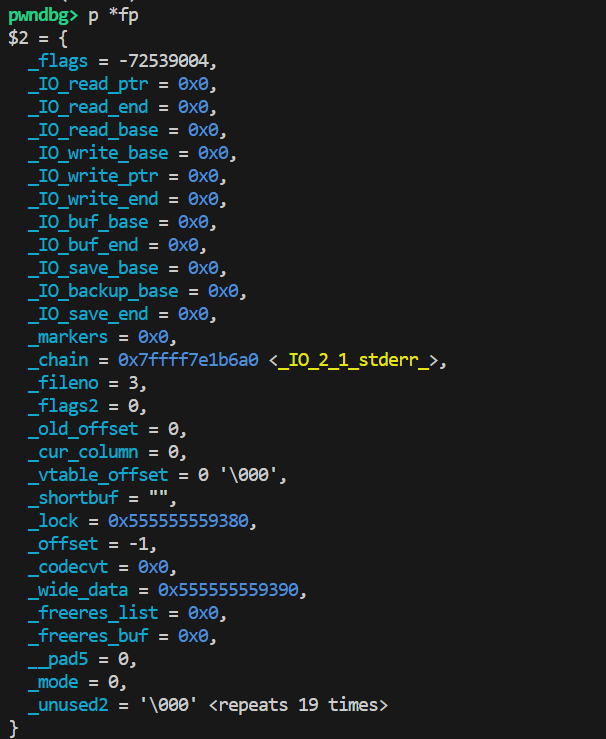 pwndbg> p *fp
$2 = {
  _flags = -72539004,
  _IO_read_ptr = 0x0,
  _IO_read_end = 0x0,
  _IO_read_base = 0x0,
  _IO_write_base = 0x0,
  _IO_write_ptr = 0x0,
  _IO_write_end = 0x0,
  _IO_buf_base = 0x0,
  _IO_buf_end = 0x0,
  _IO_save_base = 0x0,
  _IO_backup_base = 0x0,
  _IO_save_end = 0x0,
  _markers = 0x0,
  _chain = 0x7ffff7e1b6a0 <_IO_2_1_stderr_>,
  _fileno = 3,
  _flags2 = 0,
  _old_offset = 0,
  _cur_column = 0,
  _vtable_offset = 0 '\000',
  _shortbuf = "",
  _lock = 0x555555559380,
  _offset = -1,
  _codecvt = 0x0,
  _wide_data = 0x555555559390,
  _freeres_list = 0x0,
  _freeres_buf = 0x0,
  __pad5 = 0,
  _mode = 0,
  _unused2 = '\000' <repeats 19 times>
}